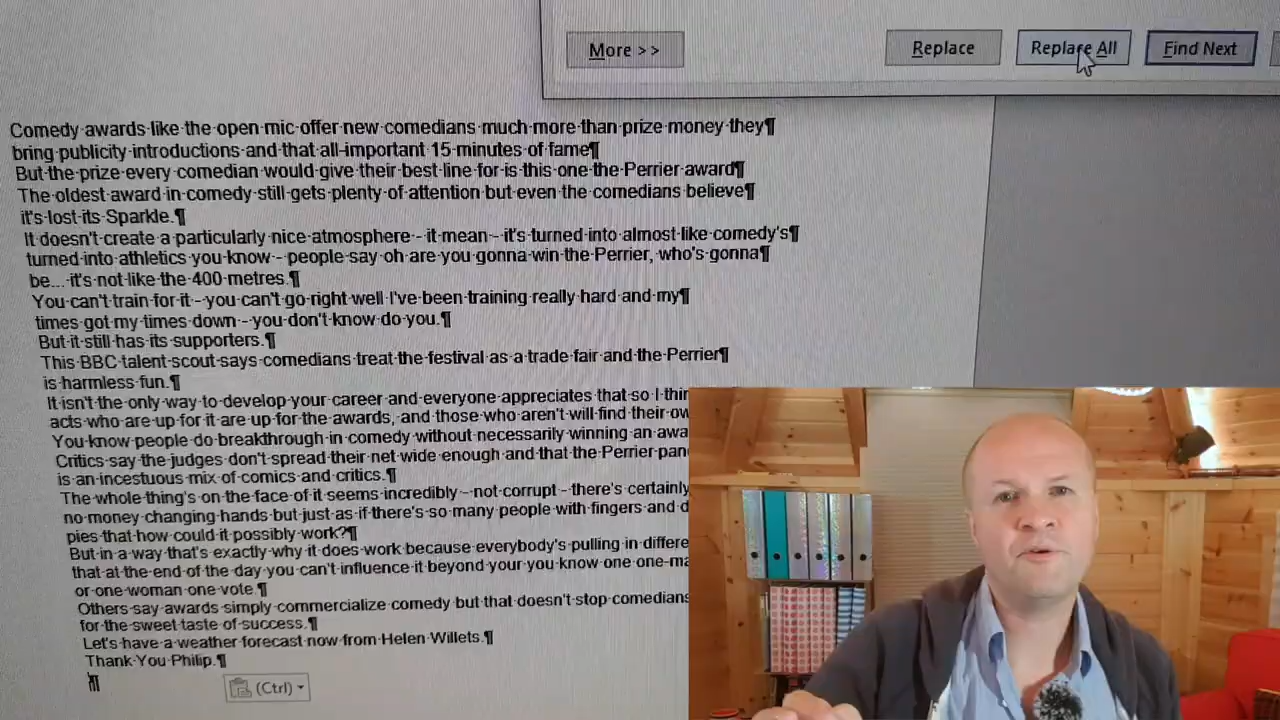 More >>
Replace
Replace All
Find Next
Comedy awards like the open mic offer new comedians much more than prize money they¶
bring publicity introductions and that all-important 15 minutes of fame¶
But the prize every comedian would give their best line for is this one the Perrier award¶
The oldest award in comedy still gets plenty of attention but even the comedians believe¶
it's lost its Sparkle.¶
It doesn't create a particularly nice atmosphere - it mean - it's turned into almost like comedy's¶
turned into athletics you know - people say oh are you gonna win the Perrier, who's gonna¶
be... it's not like the 400 metres.¶
You can't train for it - you can't go right well I've been training really hard and my¶
times got my times down - you don't know do you.¶
But it still has its supporters.¶
This BBC talent scout says comedians treat the festival as a trade fair and the Perrier¶
is harmless fun.¶
It isn't the only way to develop your career and everyone appreciates that so I thin
acts who are up for it are up for the awards, and those who aren't will find their ow
You know people do breakthrough in comedy without necessarily winning an awa
Critics say the judges don't spread their net wide enough and that the Perrier pan
is an incestuous mix of comics and critics.¶
The whole thing's on the face of it seems incredibly - not corrupt - there's certainly
no money changing hands but just as if there's so many people with fingers and d
pies that how could it possibly work?¶
But in a way that's exactly why it does work because everybody's pulling in differe
that at the end of the day you can't influence it beyond your you know one one-ma
or one woman one vote.¶
Others say awards simply commercialize comedy but that doesn't stop comedians
for the sweet taste of success.¶
Let's have a weather forecast now from Helen Willets.¶
Thank You Philip.¶
¶
(Ctrl)